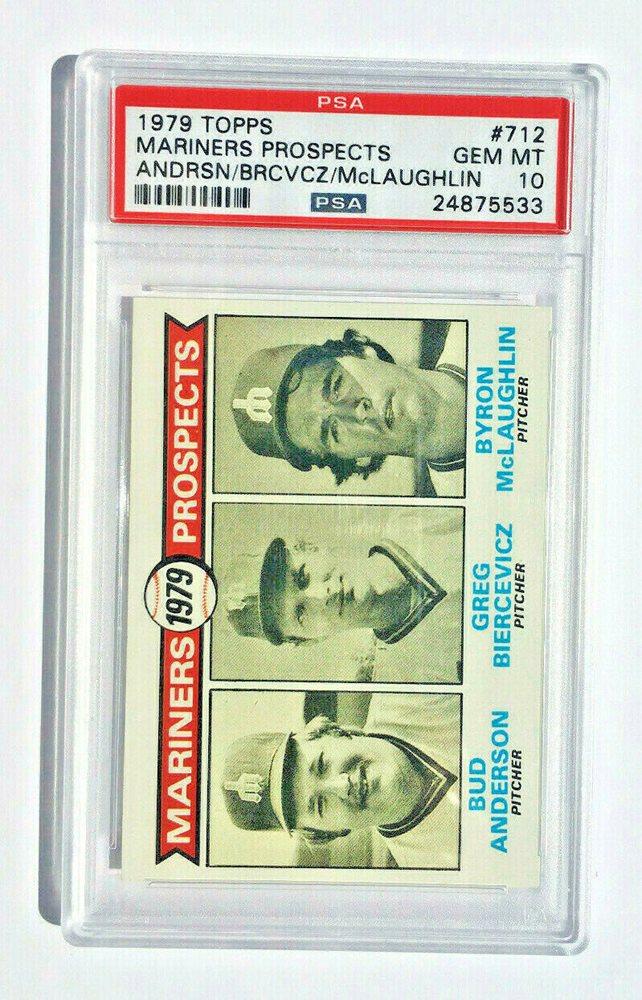 PSA
1979 TOPPS #712
MARINERS PROSPECTS GEM MT
ANDRSN/BRCVCZ/McLAUGHLIN 10
PSA 24875533
MARINERS 1979 PROSPECTS
BUD
ANDERSON
PITCHER
GREG
BIERCEVICZ
PITCHER
BYRON
McLAUGHLIN
PITCHER